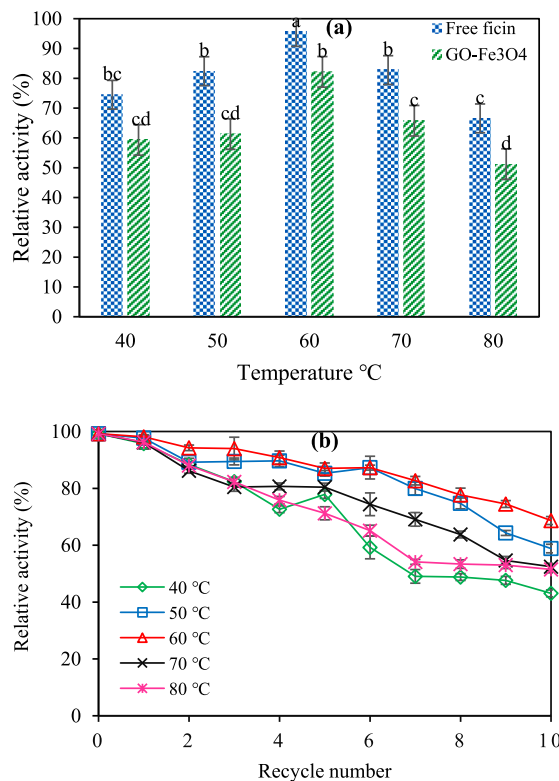 100
90
80
70
60
50
40
30
20
10
0
Relative activity (%)
(a)
Free ficin
GO-Fe3O4
bc
cd
b
cd
a
b
b
c
c
d
40 50 60 70 80
Temperature °C
100
80
60
40
20
0
Relative activity (%)
(b)
40 °C
50 °C
60 °C
70 °C
80 °C
0 2 4 6 8 10
Recycle number